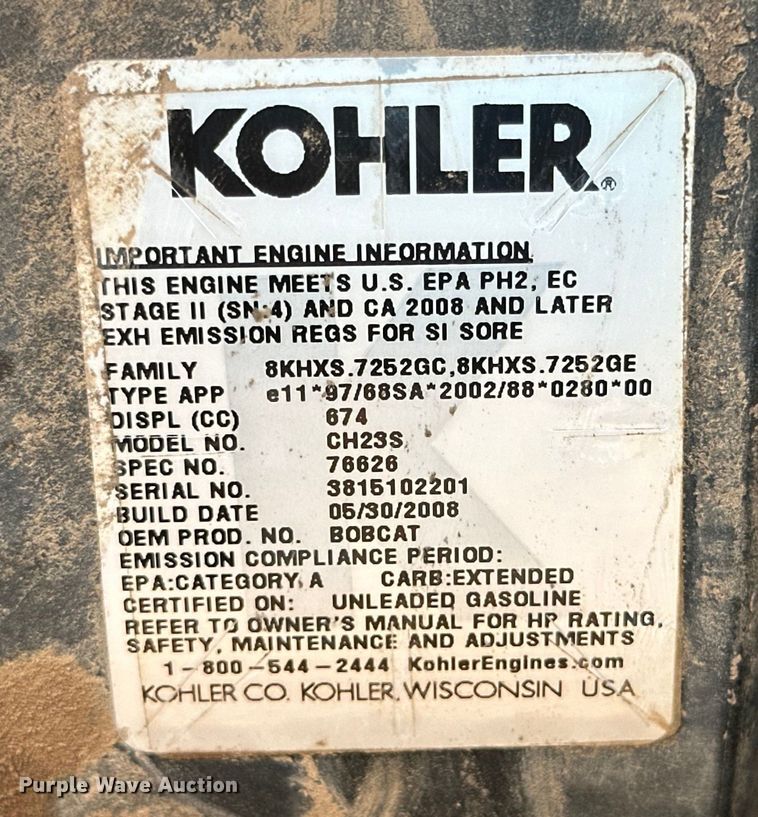 KOHLER®
IMPORTANT ENGINE INFORMATION
THIS ENGINE MEETS U.S. EPA PH2, EC
STAGE II (SN:4) AND CA 2008 AND LATER
EXH EMISSION REGS FOR SI SORE
FAMILY 8KHXS.7252GC,8KHXS.7252GE
TYPE APP e11*97/68SA*2002/88*0280*00
DISPL (CC) 674
MODEL NO. CH23S
SPEC NO. 76626
SERIAL NO. 3815102201
BUILD DATE 05/30/2008
OEM PROD. NO. BOBCAT
EMISSION COMPLIANCE PERIOD:
EPA:CATEGORY A CARB:EXTENDED
CERTIFIED ON: UNLEADED GASOLINE
REFER TO OWNER'S MANUAL FOR HP RATING,
SAFETY, MAINTENANCE AND ADJUSTMENTS
1-800-544-2444 KohlerEngines.com
KOHLER CO. KOHLER, WISCONSIN USA
Purple Wave Auction